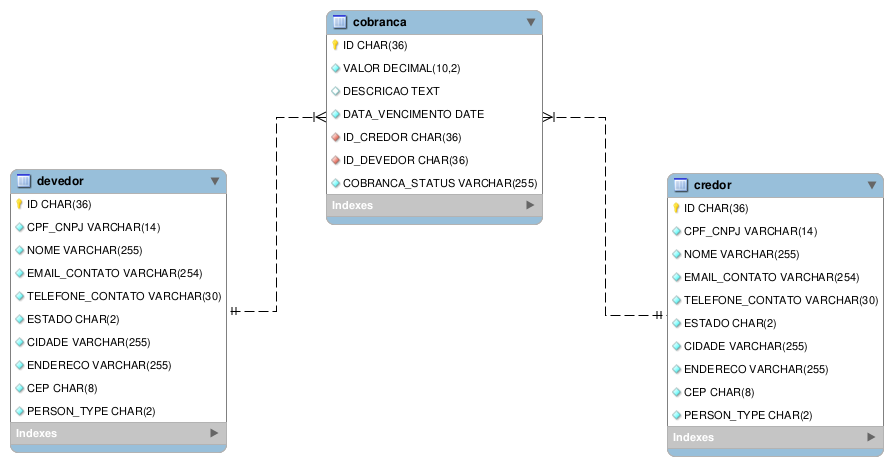 cobranca
ID CHAR(36)
VALOR DECIMAL(10,2)
DESCRICAO TEXT
DATA_VENCIMENTO DATE
ID_CREDOR CHAR(36)
ID_DEVEDOR CHAR(36)
COBRANCA_STATUS VARCHAR(255)
Indexes
devedor
ID CHAR(36)
CPF_CNPJ VARCHAR(14)
NOME VARCHAR(255)
EMAIL_CONTATO VARCHAR(254)
TELEFONE_CONTATO VARCHAR(30)
ESTADO CHAR(2)
CIDADE VARCHAR(255)
ENDERECO VARCHAR(255)
CEP CHAR(8)
PERSON_TYPE CHAR(2)
Indexes
credor
ID CHAR(36)
CPF_CNPJ VARCHAR(14)
NOME VARCHAR(255)
EMAIL_CONTATO VARCHAR(254)
TELEFONE_CONTATO VARCHAR(30)
ESTADO CHAR(2)
CIDADE VARCHAR(255)
ENDERECO VARCHAR(255)
CEP CHAR(8)
PERSON_TYPE CHAR(2)
Indexes